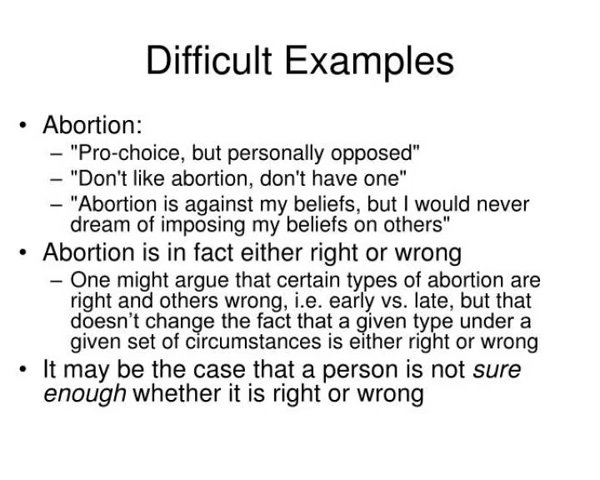 Difficult Examples
• Abortion:
– "Pro-choice, but personally opposed"
– "Don't like abortion, don't have one"
– "Abortion is against my beliefs, but I would never
dream of imposing my beliefs on others"
• Abortion is in fact either right or wrong
– One might argue that certain types of abortion are
right and others wrong, i.e. early vs. late, but that
doesn't change the fact that a given type under a
given set of circumstances is either right or wrong
• It may be the case that a person is not sure
enough whether it is right or wrong